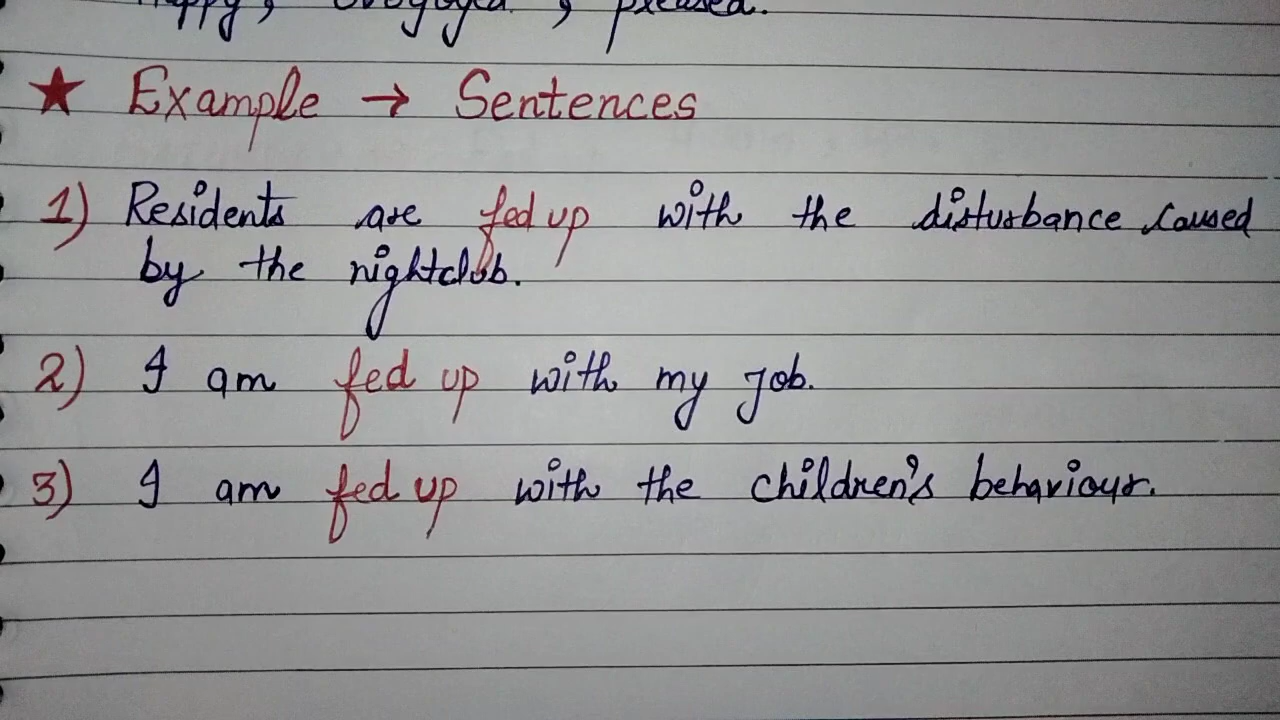 pleased.
★ Example → Sentences
1) Residents are fed up with the disturbance caused
by the nightclub.
2) I am fed up with my job.
3) I am fed up with the children's behaviour.